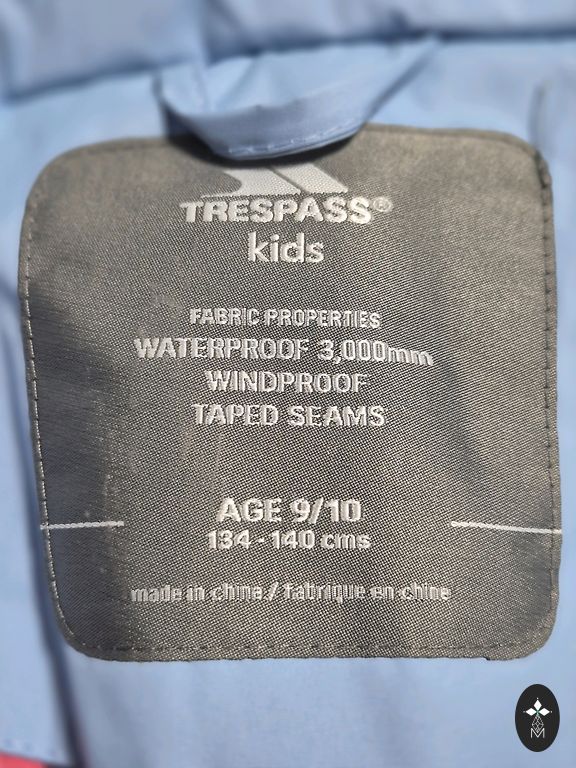 TRESPASS®
kids
FABRIC PROPERTIES
WATERPROOF 3,000mm
WINDPROOF
TAPED SEAMS
AGE 9/10
134 - 140 cms
made in china / fabrique en chine